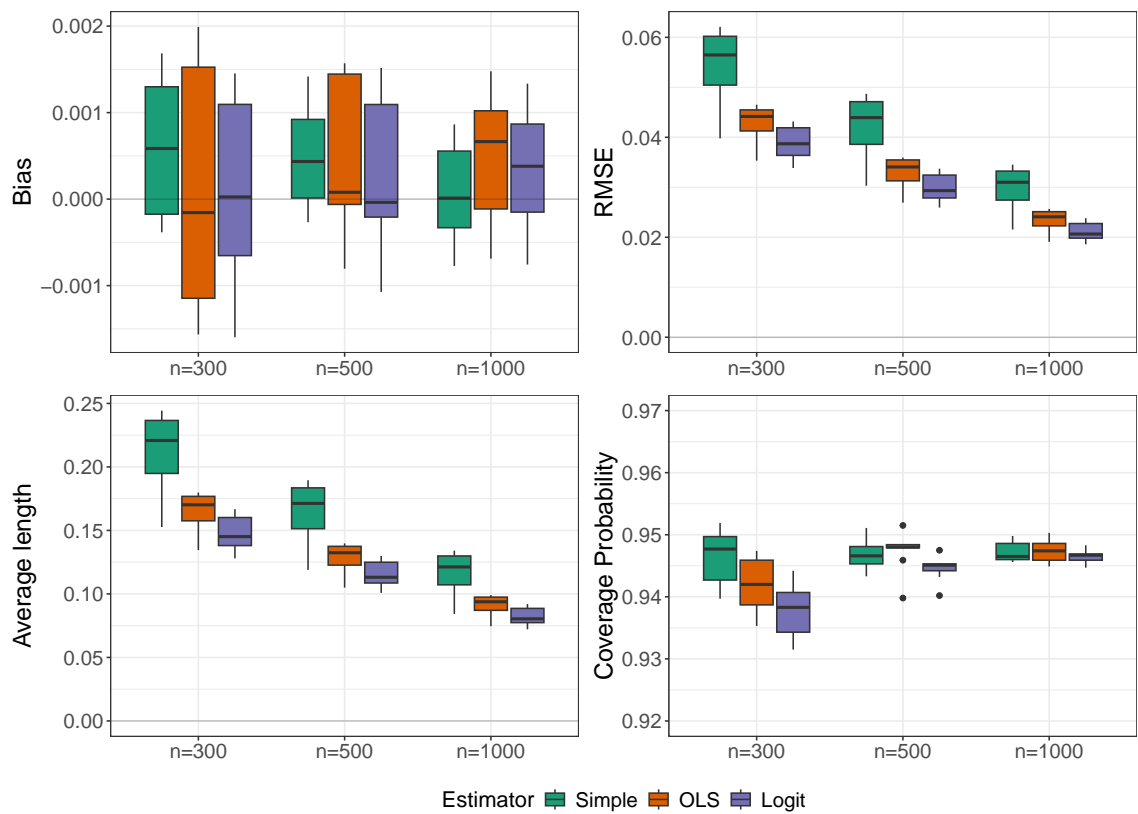 Bias
0.002
0.001
0.000
−0.001
n=300 n=500 n=1000
RMSE
0.06
0.04
0.02
0.00
n=300 n=500 n=1000
Average length
0.25
0.20
0.15
0.10
0.05
0.00
n=300 n=500 n=1000
Coverage Probability
0.97
0.96
0.95
0.94
0.93
0.92
n=300 n=500 n=1000
Estimator Simple OLS Logit